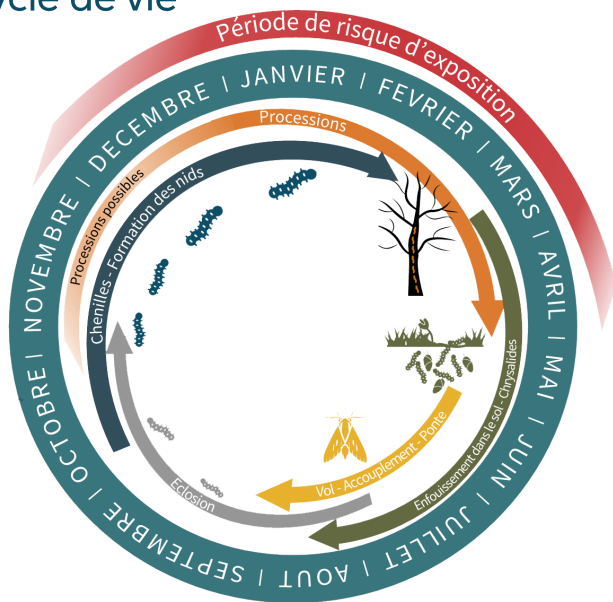 ycle de vie
Période de risque d'exposition
JANVIER | FEVRIER | MARS | AVRIL | MAI | JUIN | JUILLET | AOUT | SEPTEMBRE | OCTOBRE | NOVEMBRE | DECEMBRE |
Processions
Processions possibles
Chenilles - Formation des nids
Enfouissement dans le sol - Chrysalides
Vol - Accouplement - Ponte
Eclosion